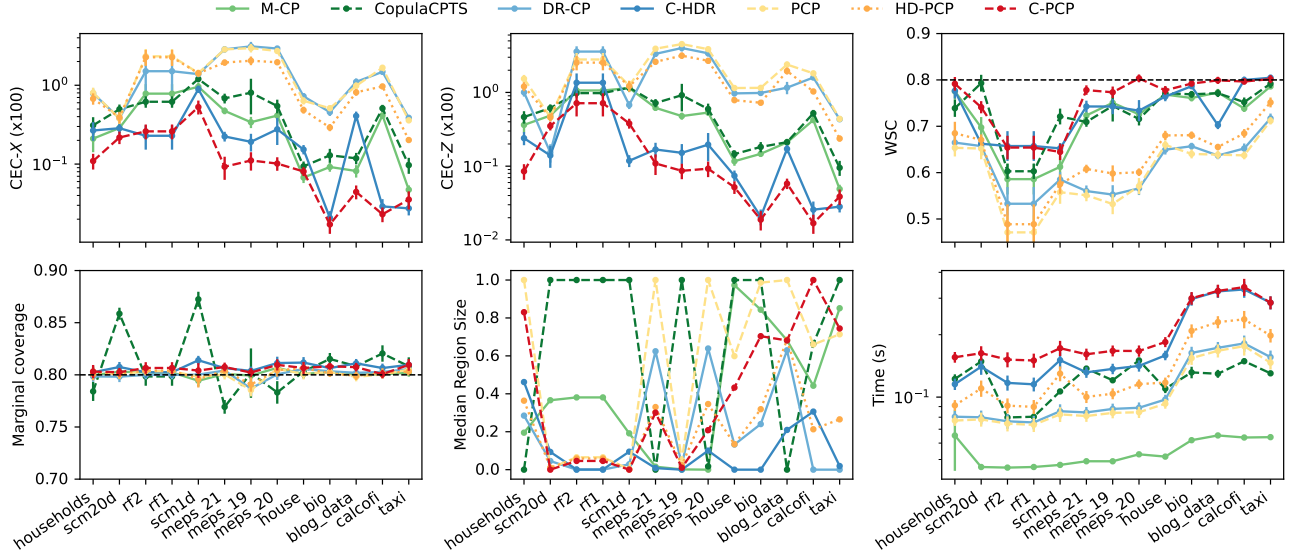 M-CP CopulaCPTS DR-CP C-HDR PCP HD-PCP C-PCP
CEC-X (x100)
10⁰
10⁻¹
CEC-Z (x100)
10⁰
10⁻¹
10⁻²
WSC
0.9
0.8
0.7
0.6
0.5
Marginal coverage
0.90
0.85
0.80
0.75
0.70
households
scm20d
rf2
rf1
scm1d
meps_21
meps_19
meps_20
house
bio
blog_data
calcofi
taxi
Median Region Size
1.0
0.8
0.6
0.4
0.2
0.0
households
scm20d
rf2
rf1
scm1d
meps_21
meps_19
meps_20
house
bio
blog_data
calcofi
taxi
Time (s)
10⁻¹
households
scm20d
rf2
rf1
scm1d
meps_21
meps_19
meps_20
house
bio
blog_data
calcofi
taxi